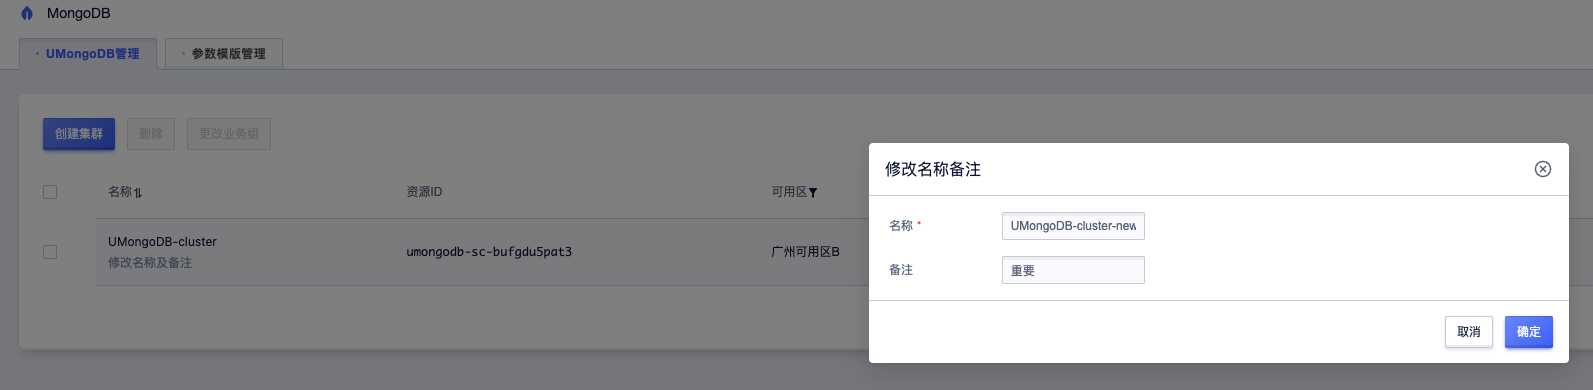 MongoDB
UMongoDB管理 参数模版管理
创建集群 删除 更改业务组
名称 资源ID 可用区
UMongoDB-cluster umongodb-sc-bufgdu5pat3 广州可用区B
修改名称及备注
修改名称备注
名称 * UMongoDB-cluster-new
备注 重要
取消 确定